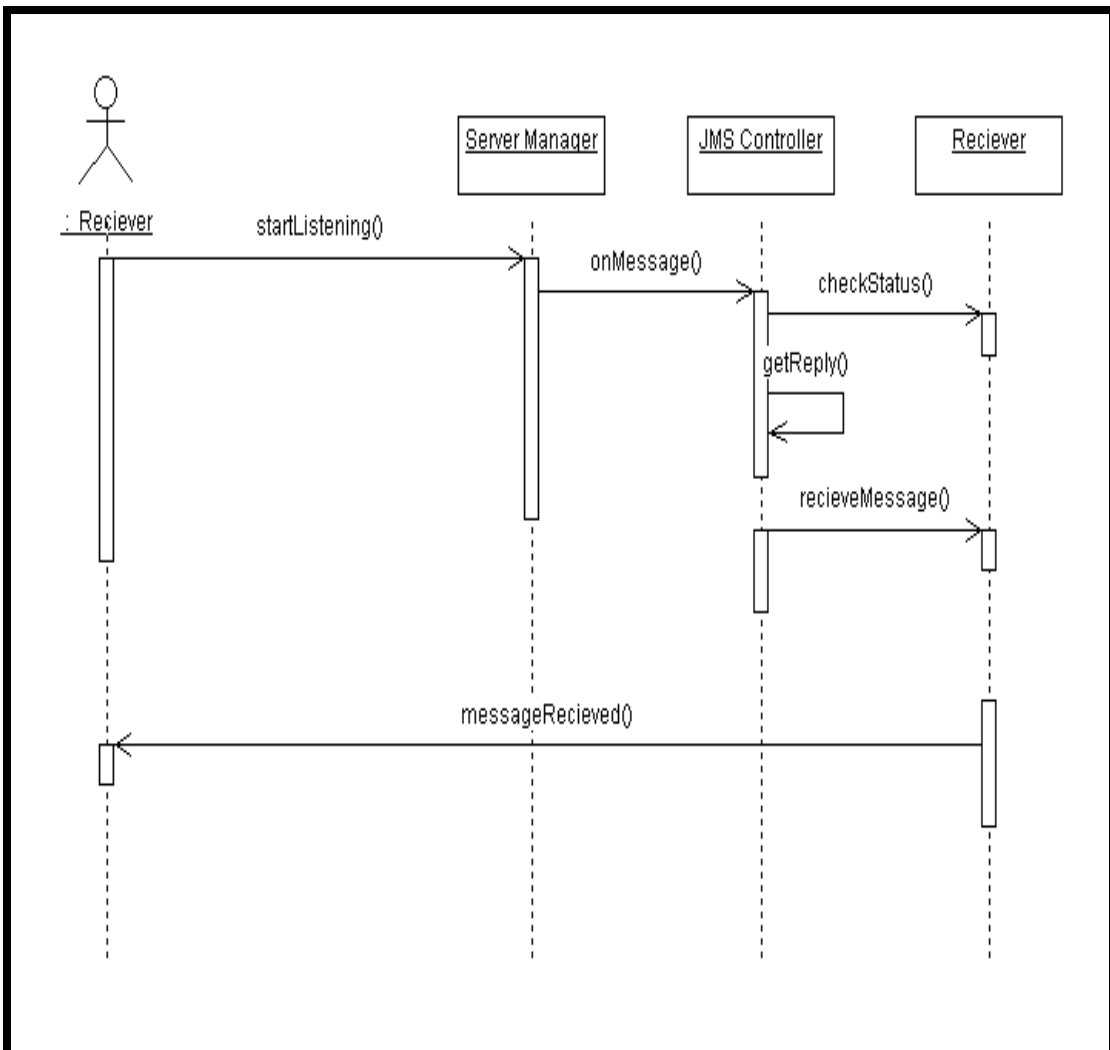 Server Manager
JMS Controller
Reciever
: Reciever
startListening()
onMessage()
checkStatus()
getReply()
recieveMessage()
messageRecieved()